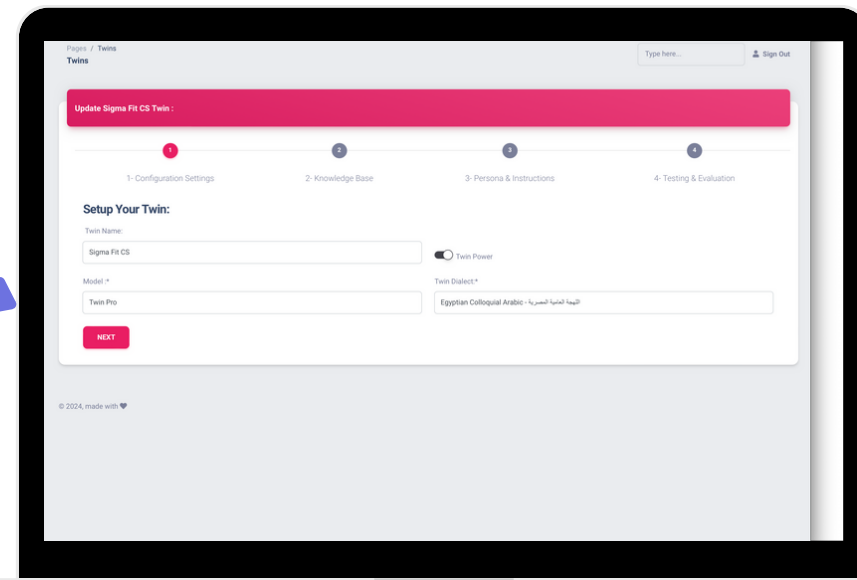 Pages / Twins
Twins
Type here...
Sign Out
Update Sigma Fit CS Twin :
1
2
3
4
1- Configuration Settings
2- Knowledge Base
3- Persona & Instructions
4- Testing & Evaluation
Setup Your Twin:
Twin Name:
Sigma Fit CS
Twin Power
Model :*
Twin Dialect:*
Twin Pro
Egyptian Colloquial Arabic - اللهجة العامية المصرية
NEXT
© 2024, made with